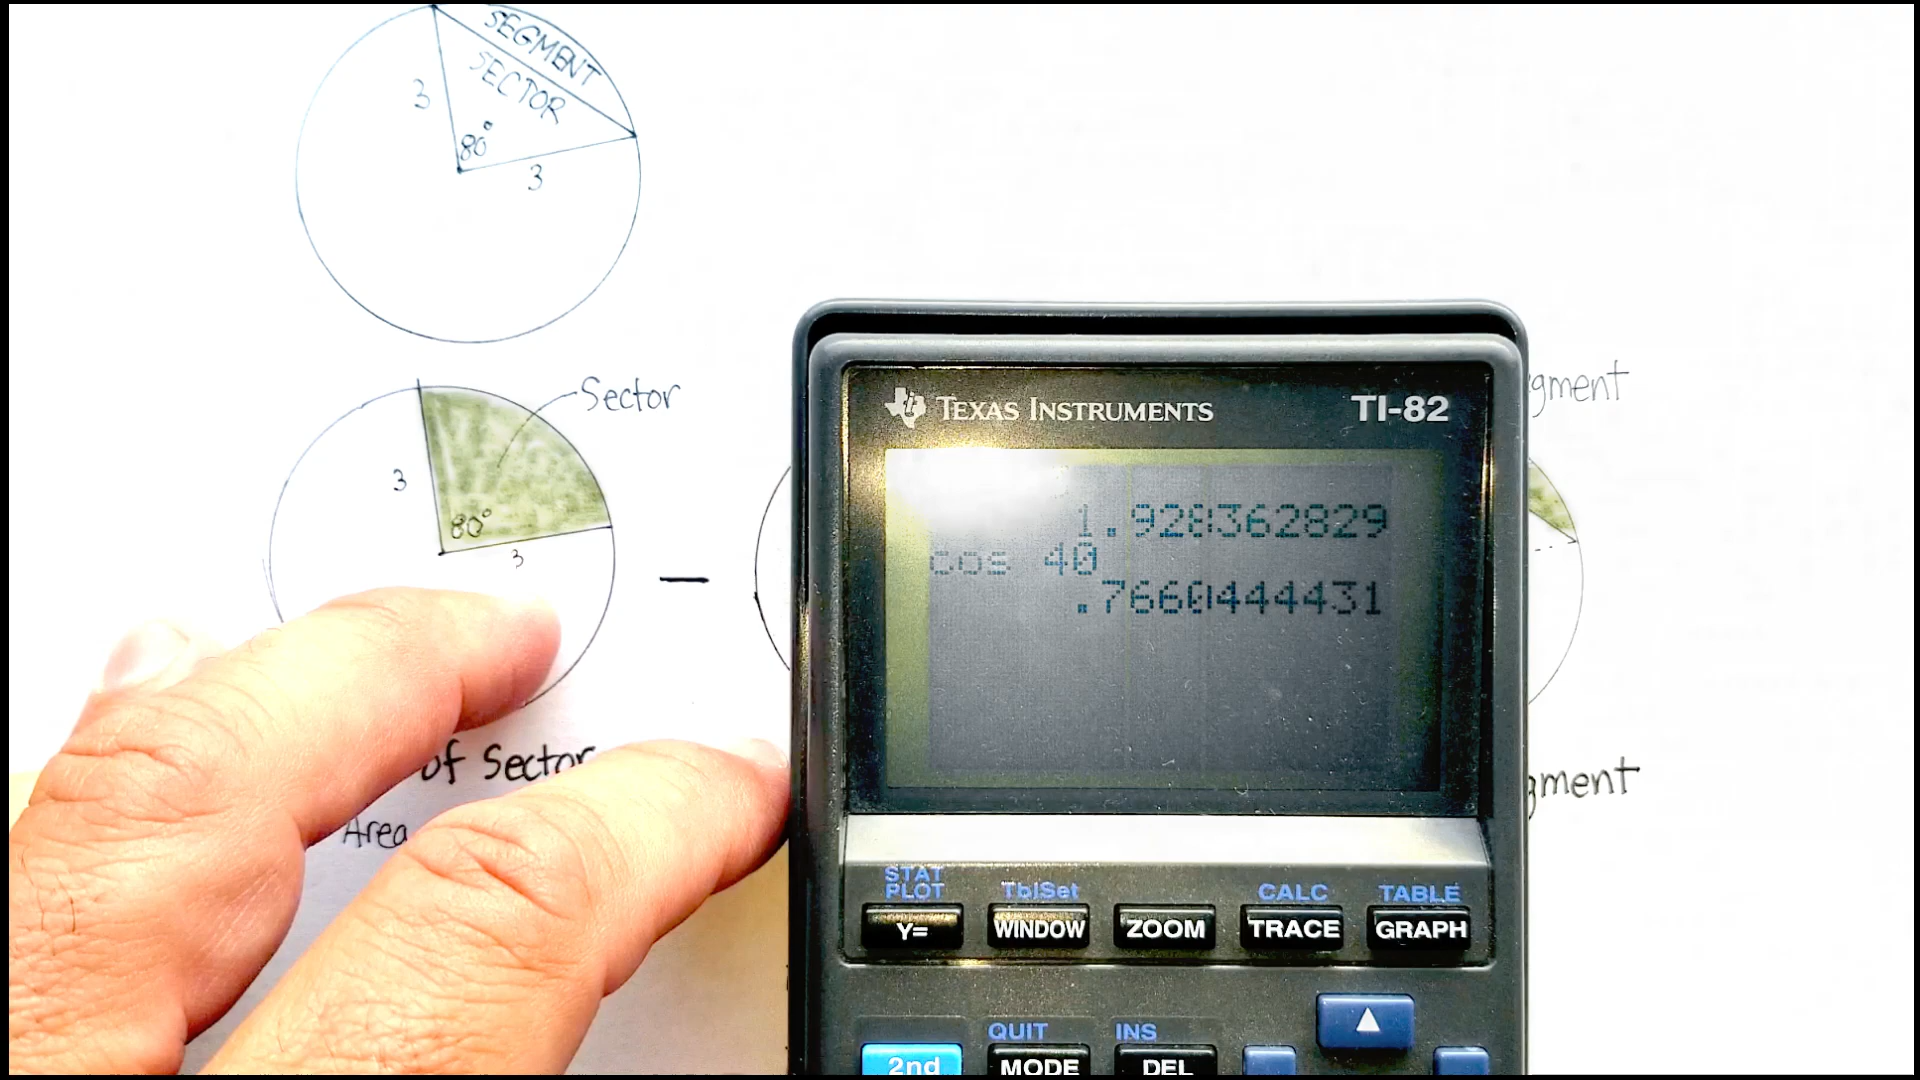 SEGMENT
SECTOR
3
80°
3
Sector
3
80°
3
—
gment
of Sector
Area
gment
TEXAS INSTRUMENTS TI-82
1.928362829
cos 40
.7660444431
STAT PLOT TblSet CALC TABLE
Y= WINDOW ZOOM TRACE GRAPH
QUIT INS
2nd MODE DEL